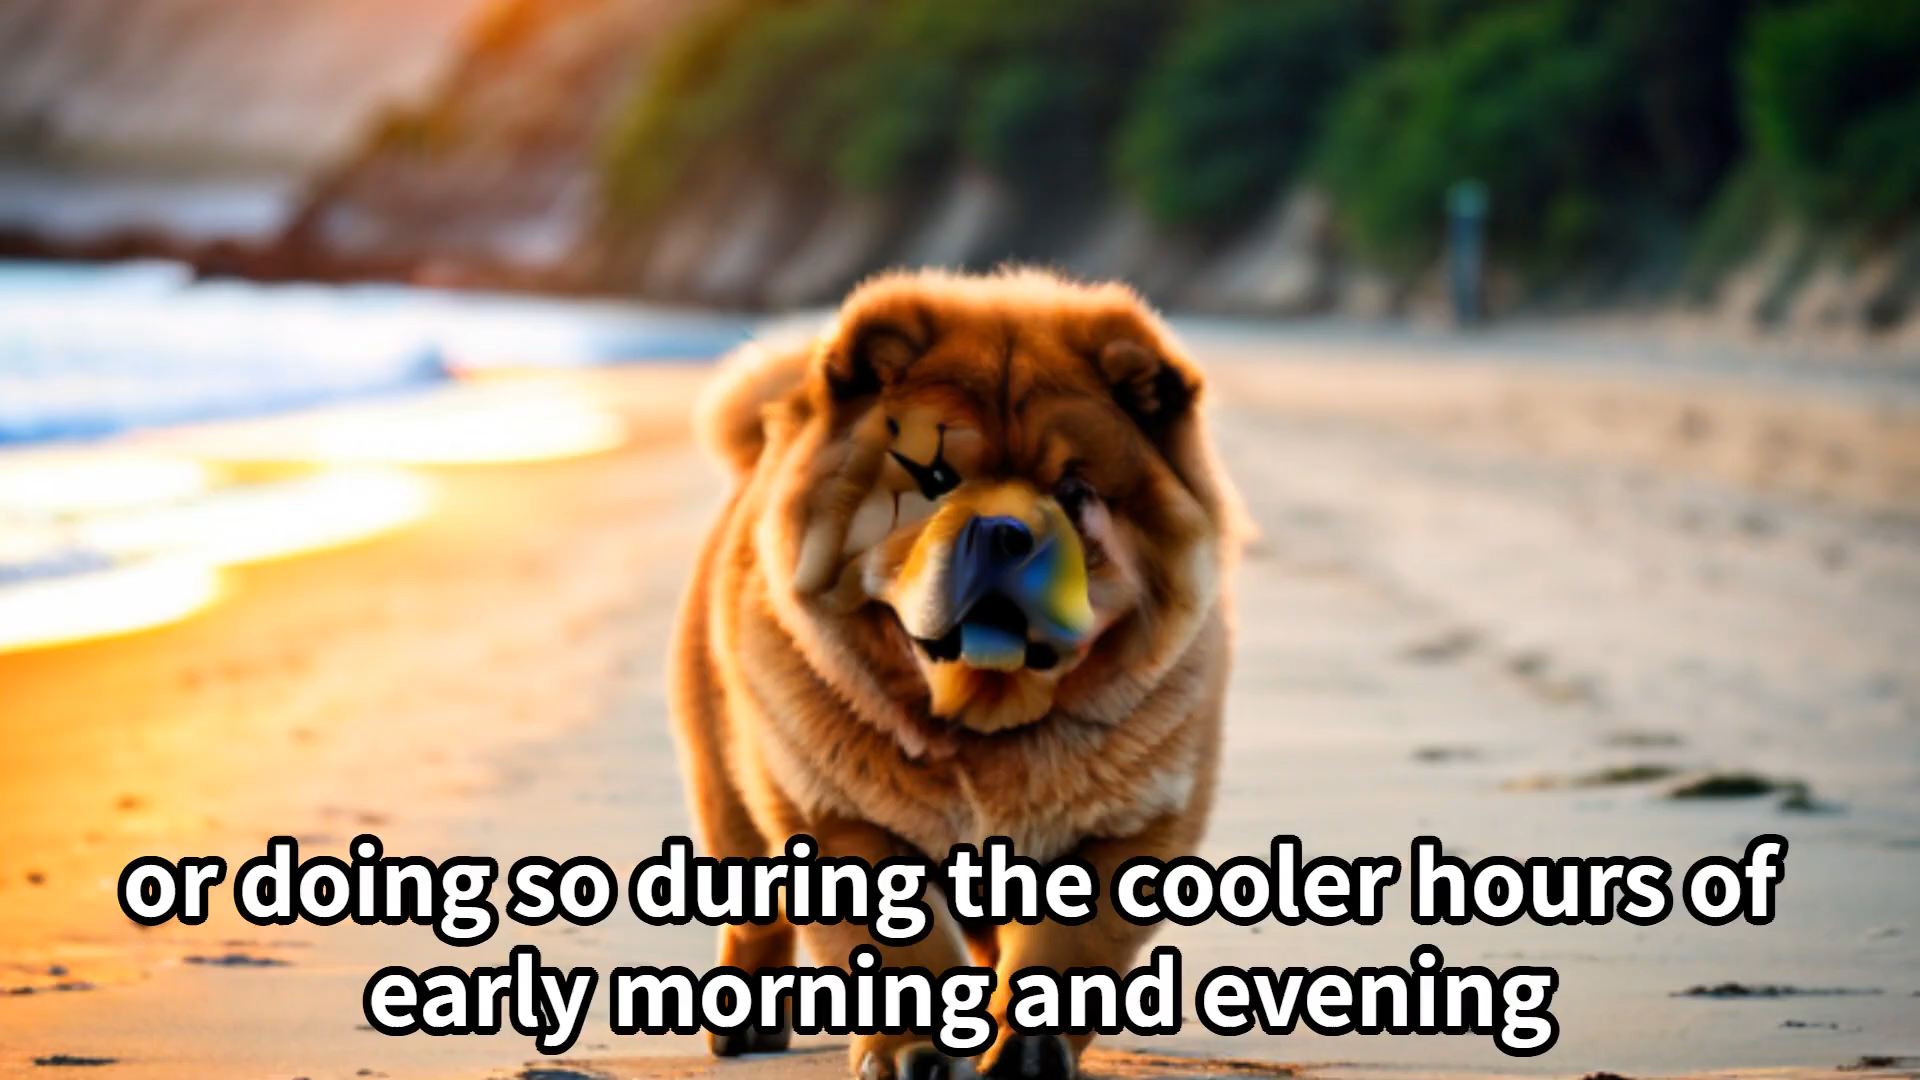 or doing so during the cooler hours of
early morning and evening